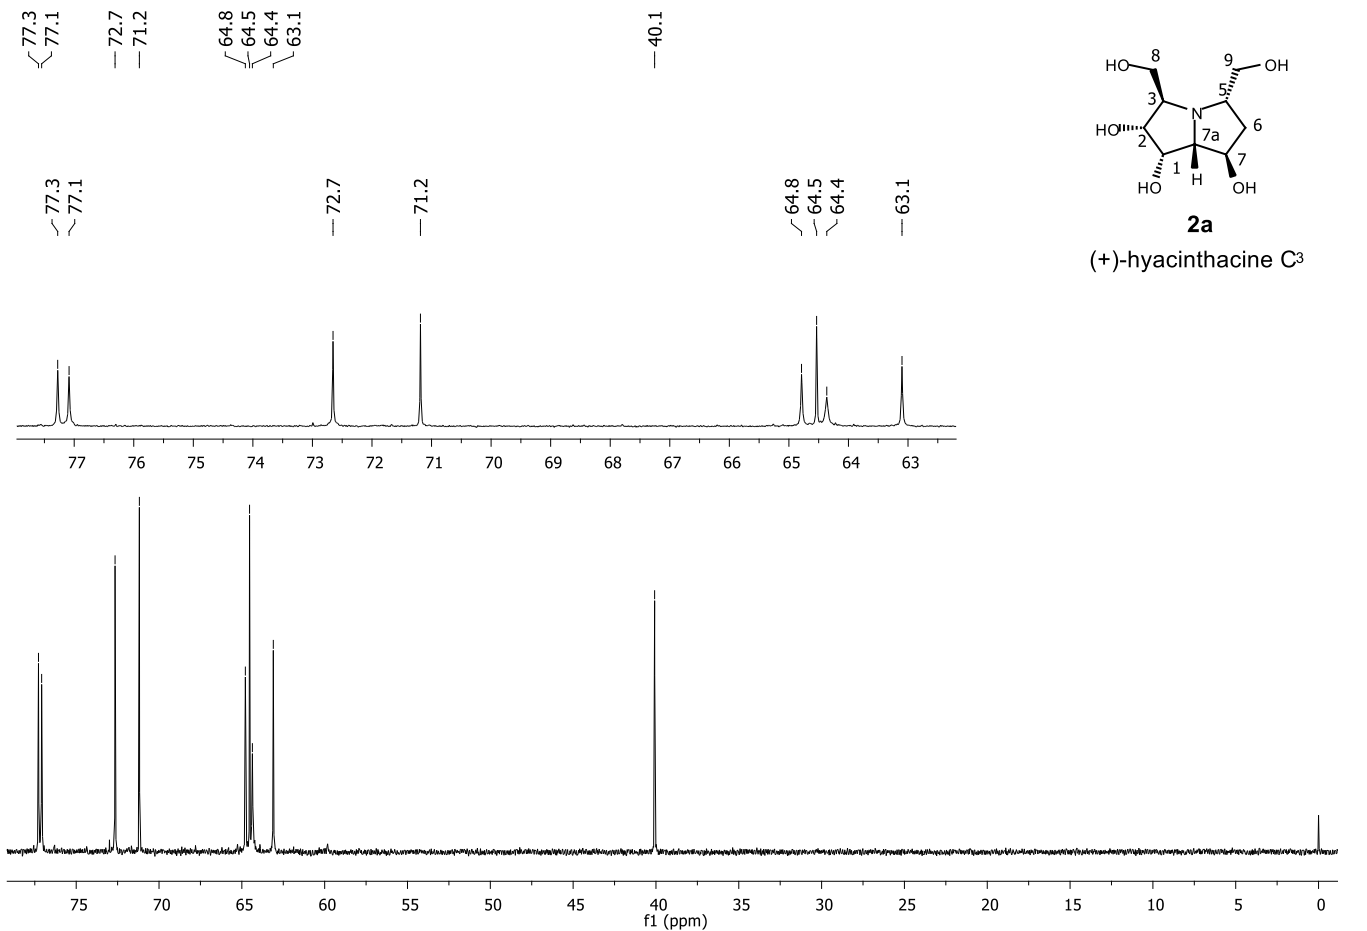 77.3 77.1 72.7 71.2 64.8 64.5 64.4 63.1 40.1
77.3 77.1 72.7 71.2 64.8 64.5 64.4 63.1
77 76 75 74 73 72 71 70 69 68 67 66 65 64 63
8
9
HO
OH
3
5
N
6
HO
2
7a
1
7
H
HO
OH
2a
(+)-hyacinthacine C3
75 70 65 60 55 50 45 40 35 30 25 20 15 10 5 0
f1 (ppm)